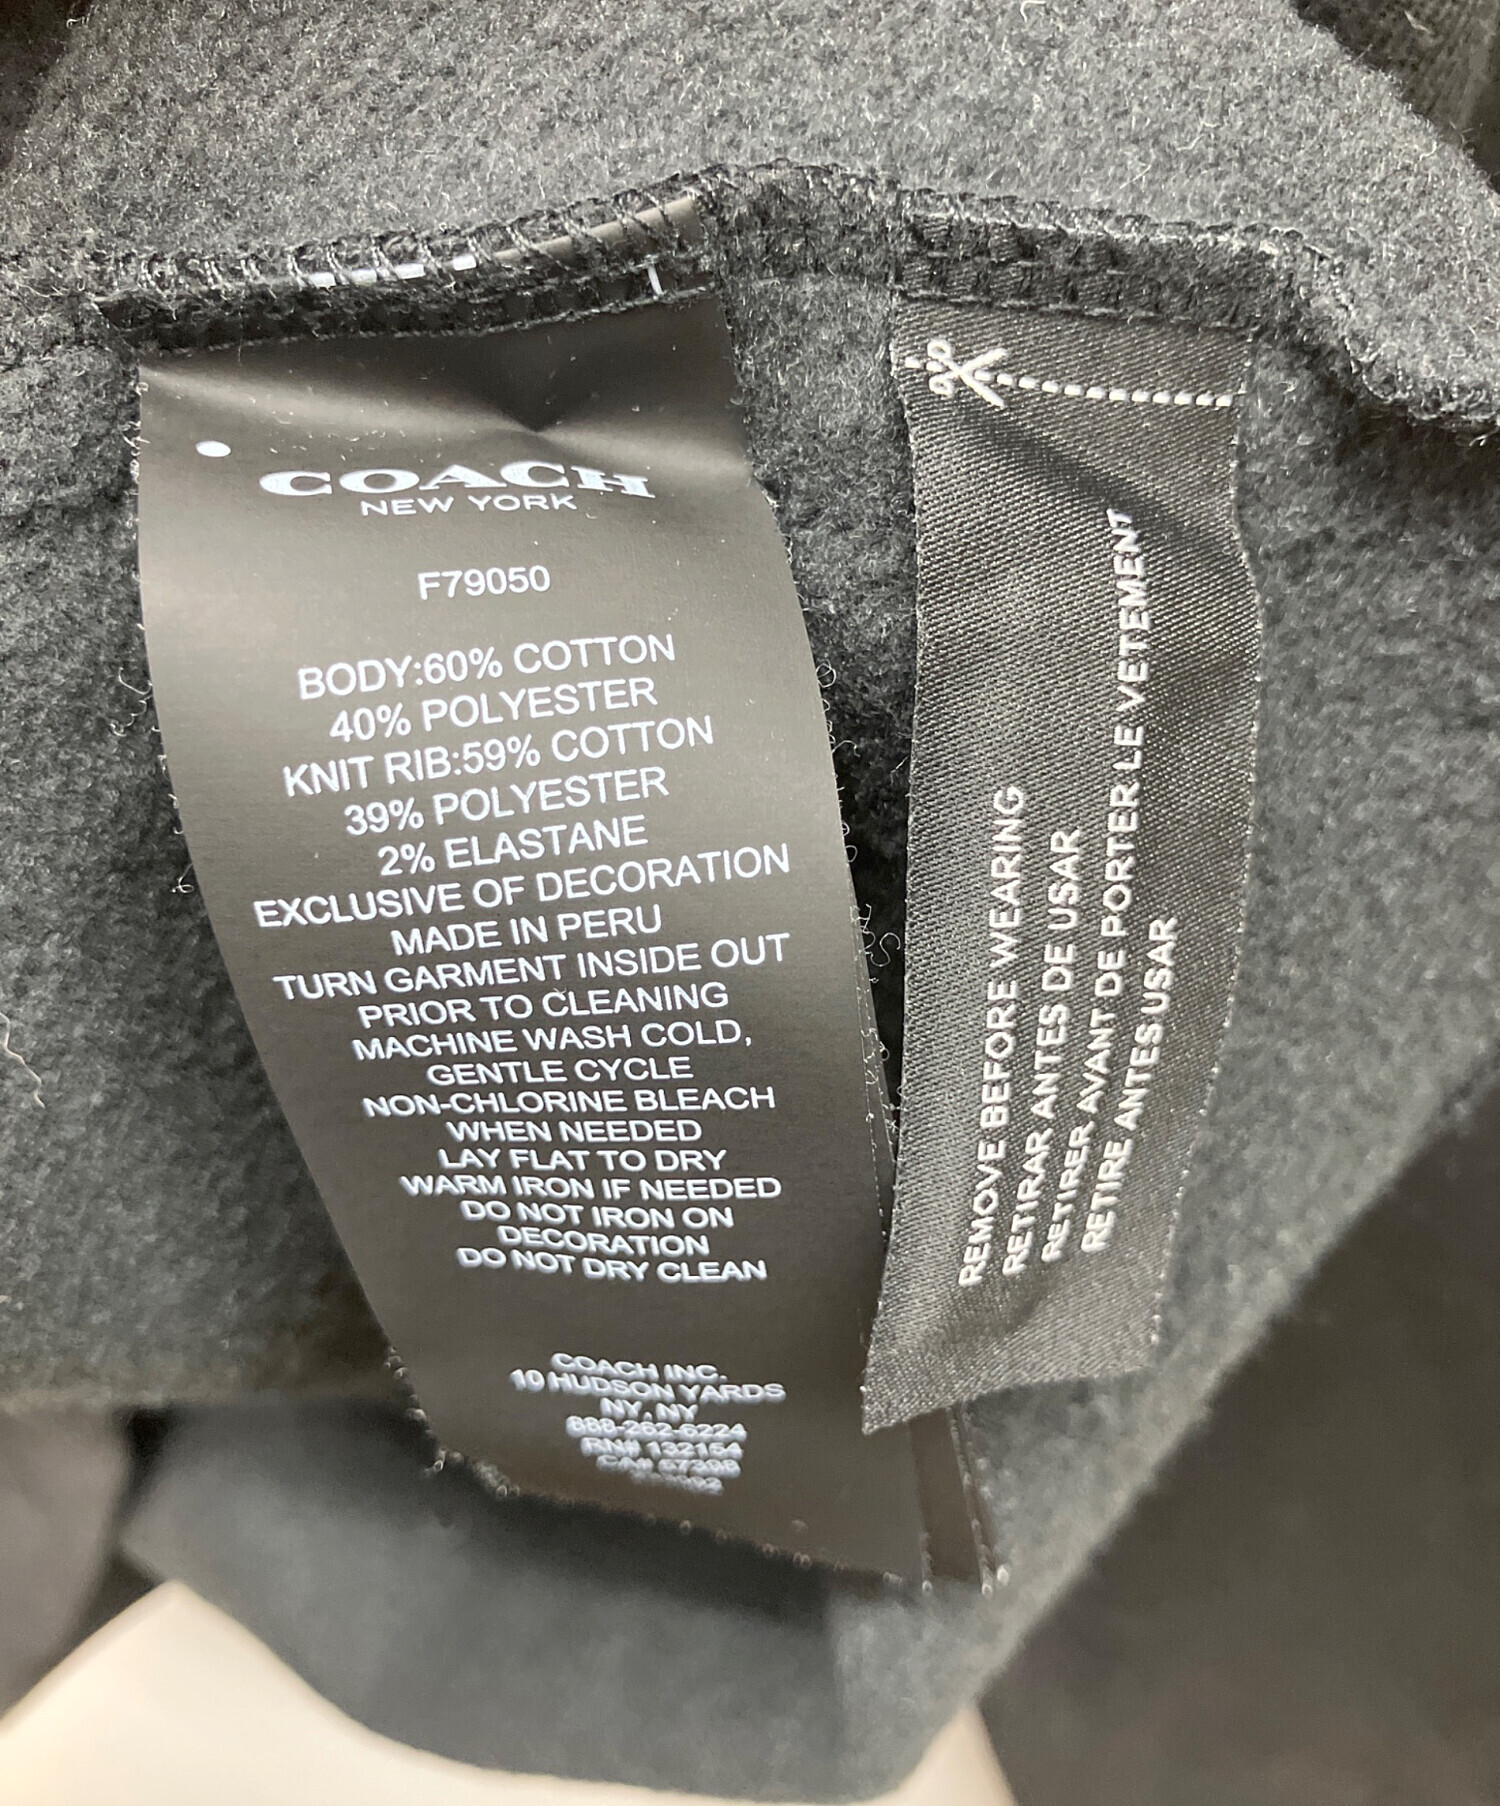 COACH
NEW YORK
F79050
BODY:60% COTTON
40% POLYESTER
KNIT RIB:59% COTTON
39% POLYESTER
2% ELASTANE
EXCLUSIVE OF DECORATION
MADE IN PERU
TURN GARMENT INSIDE OUT
PRIOR TO CLEANING
MACHINE WASH COLD,
GENTLE CYCLE
NON-CHLORINE BLEACH
WHEN NEEDED
LAY FLAT TO DRY
WARM IRON IF NEEDED
DO NOT IRON ON
DECORATION
DO NOT DRY CLEAN
COACH INC.
10 HUDSON YARDS
NY, NY
888-262-6224
RN# 132154
CA# 57398
REMOVE BEFORE WEARING
RETIRAR ANTES DE USAR
RETIRER AVANT DE PORTER LE VETEMENT
RETIRE ANTES USAR